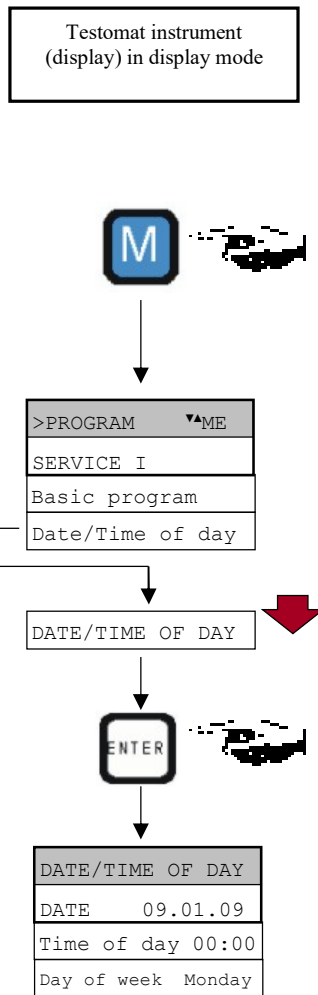 Testomat instrument
(display) in display mode
M
>PROGRAM ▼▲ME
SERVICE I
Basic program
Date/Time of day
DATE/TIME OF DAY
ENTER
DATE/TIME OF DAY
DATE 09.01.09
Time of day 00:00
Day of week Monday